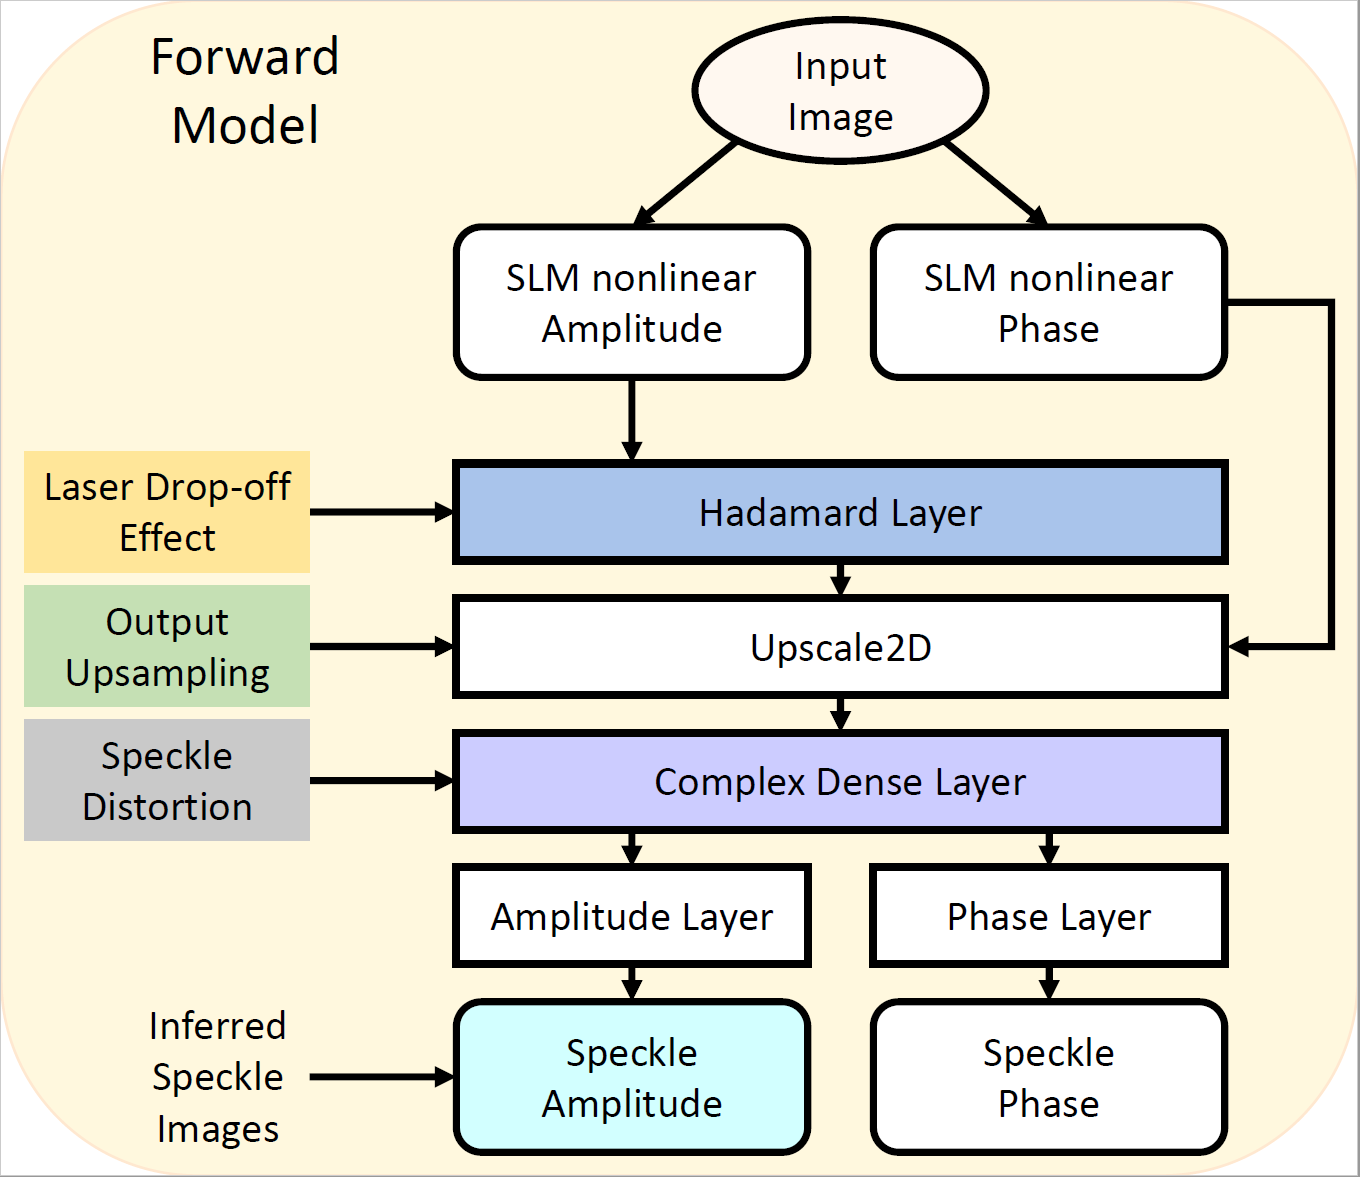 Forward
Model
Input
Image
SLM nonlinear
Amplitude
SLM nonlinear
Phase
Laser Drop-off
Effect
Hadamard Layer
Output
Upsampling
Upscale2D
Speckle
Distortion
Complex Dense Layer
Amplitude Layer
Phase Layer
Inferred
Speckle
Images
Speckle
Amplitude
Speckle
Phase